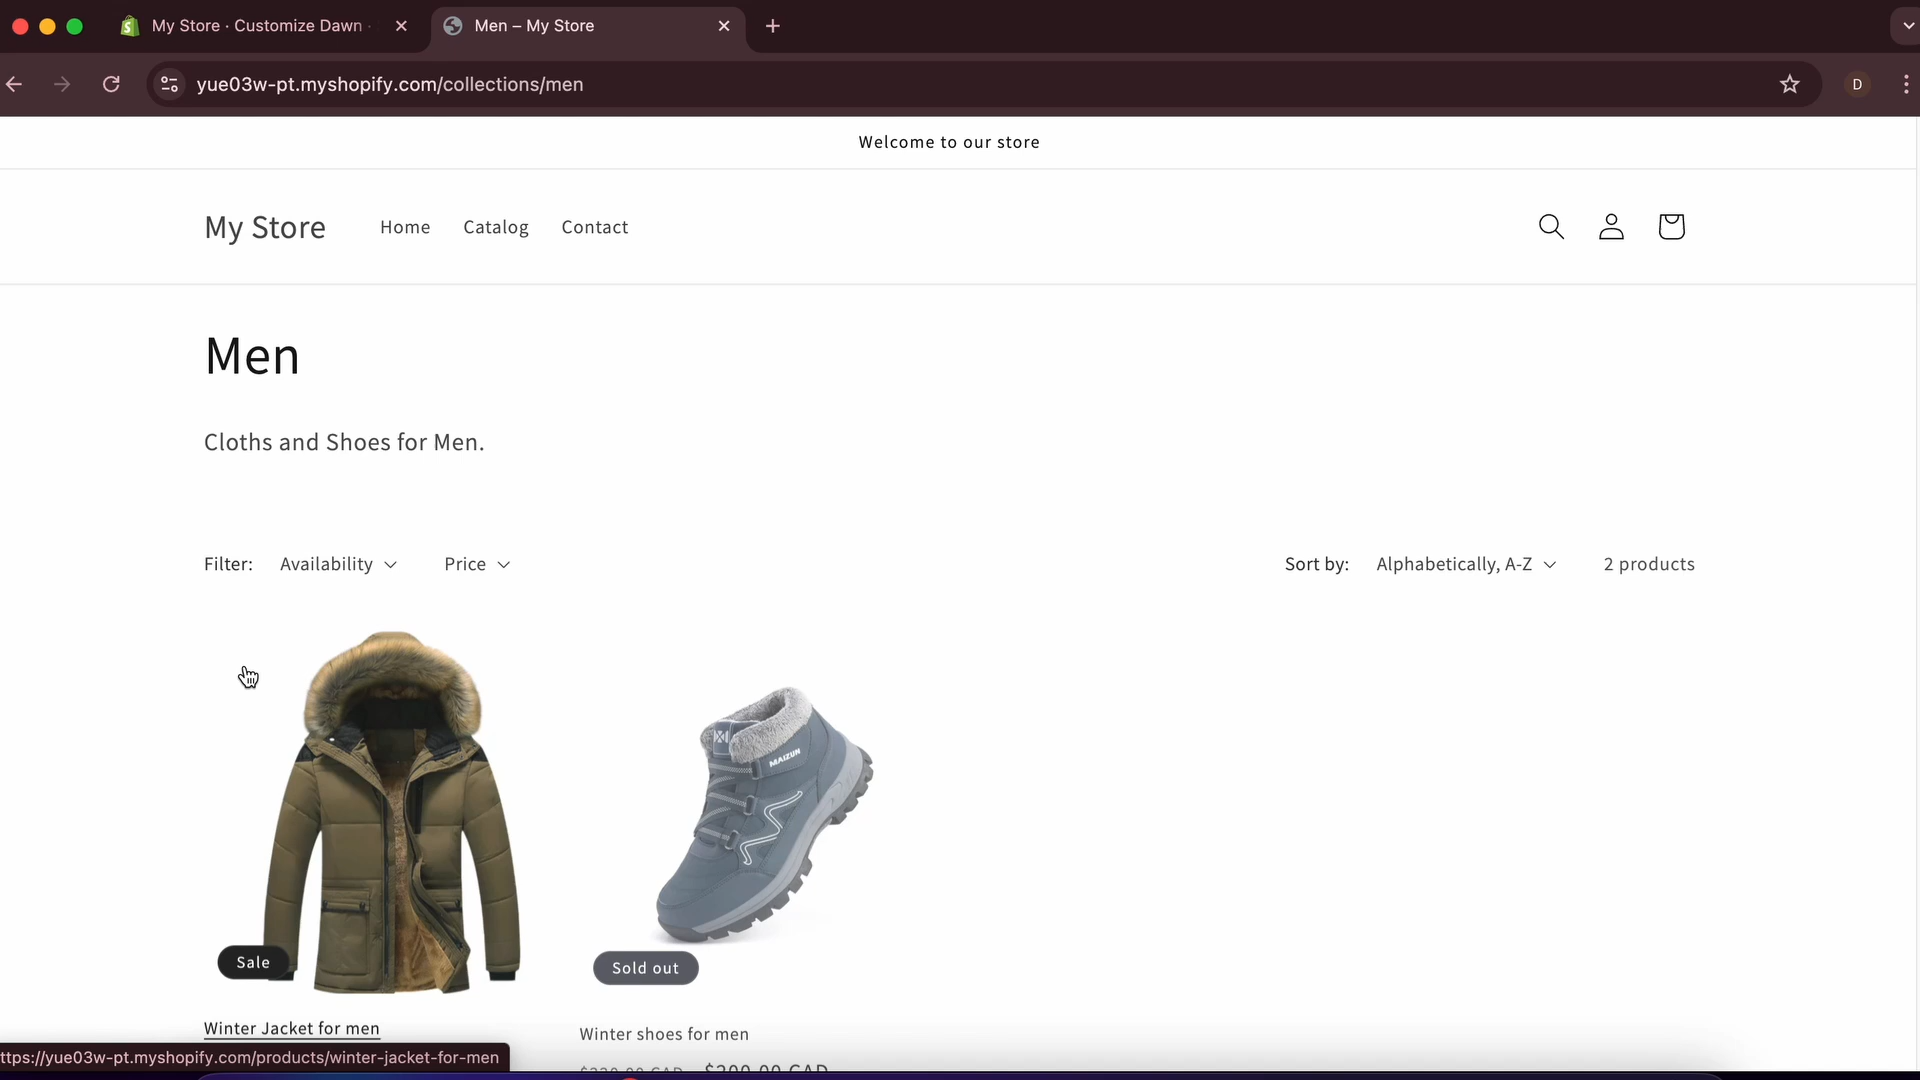 My Store · Customize Dawn ·
Men – My Store
yue03w-pt.myshopify.com/collections/men
D
Welcome to our store
My Store
Home
Catalog
Contact
Men
Cloths and Shoes for Men.
Filter:
Availability
Price
Sort by:
Alphabetically, A-Z
2 products
MAIZUN
Sale
Sold out
Winter Jacket for men
Winter shoes for men
ttps://yue03w-pt.myshopify.com/products/winter-jacket-for-men
$200.00 CAD